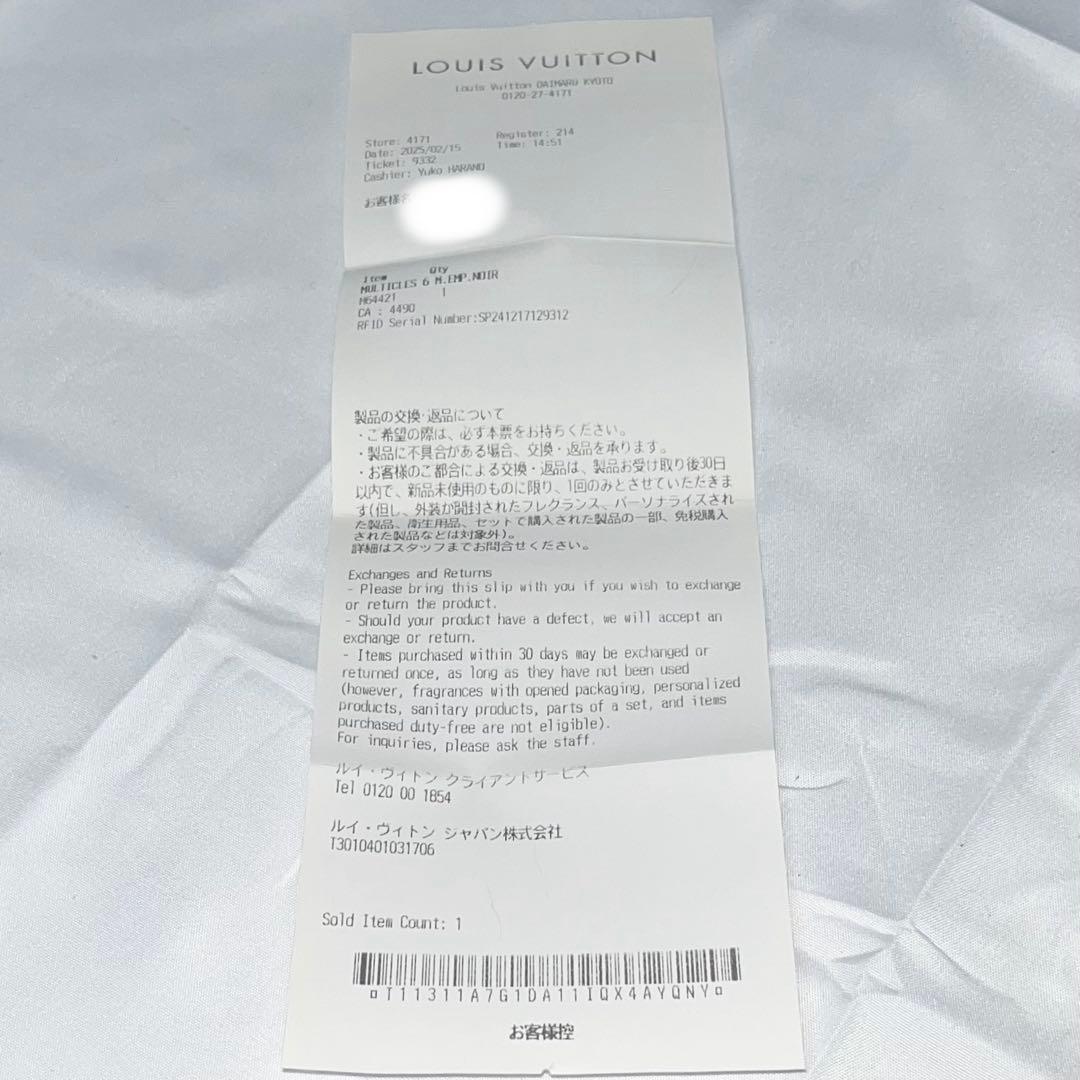 LOUIS VUITTON
Louis Vuitton DAIMARU KYOTO
0120-27-4171
Store: 4171 Register: 214
Date: 2025/02/15 Time: 14:51
Ticket: 9332
Cashier: Yuko HARANO
お客様名
Item Qty
MULTICLES 6 M.EMP.NOIR
M64421 1
CA : 4490
RFID Serial Number:SP241217129312
製品の交換・返品について
・ご希望の際は、必ず本票をお持ちください。
・製品に不具合がある場合、交換・返品を承ります。
・お客様のご都合による交換・返品は、製品お受け取り後30日
以内で、新品未使用のものに限り、1回のみとさせていただきま
す(但し、外装が開封されたフレグランス、パーソナライズされ
た製品、衛生用品、セットで購入された製品の一部、免税購入
された製品などは対象外)。
詳細はスタッフまでお問合せください。
Exchanges and Returns
- Please bring this slip with you if you wish to exchange
or return the product.
- Should your product have a defect, we will accept an
exchange or return.
- Items purchased within 30 days may be exchanged or
returned once, as long as they have not been used
(however, fragrances with opened packaging, personalized
products, sanitary products, parts of a set, and items
purchased duty-free are not eligible).
For inquiries, please ask the staff.
ルイ・ヴィトン クライアントサービス
Tel 0120 00 1854
ルイ・ヴィトン ジャパン株式会社
T3010401031706
Sold Item Count: 1
¤T11311A7G1DA11IQX4AYQNY¤
お客様控